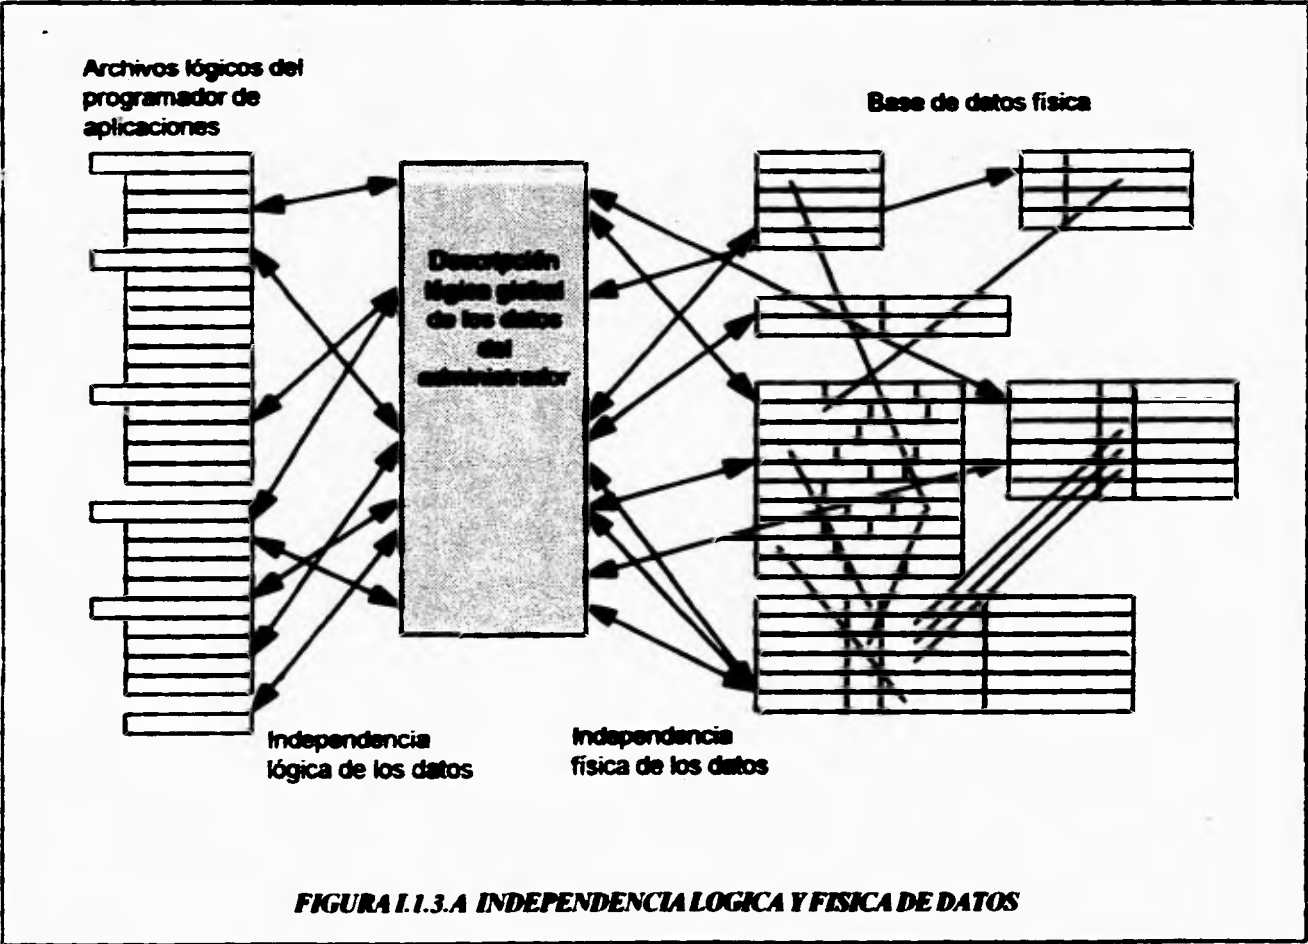 Archivos lógicos del
programador de
aplicaciones
Base de datos física
Descripción
lógica global
de los datos
del
administrador
Independencia
lógica de los datos
Independencia
física de los datos
FIGURA I.1.3.A INDEPENDENCIA LOGICA Y FISICA DE DATOS